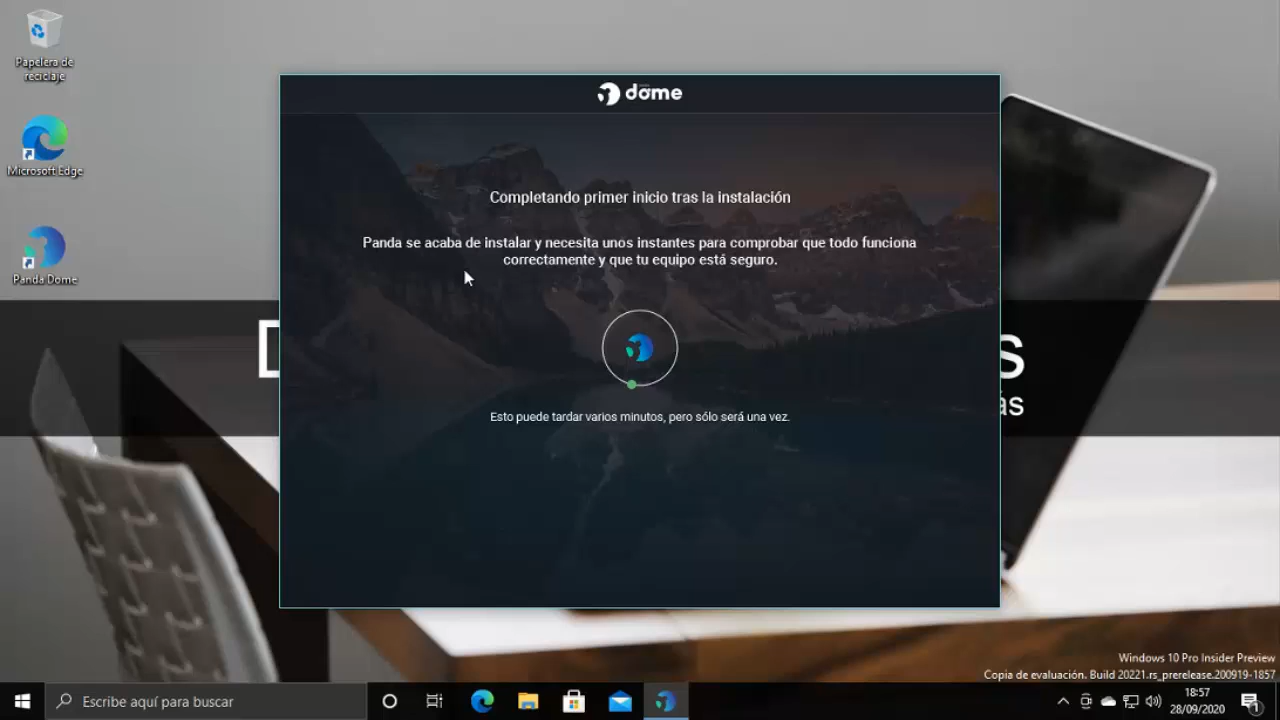 Papelera de
reciclaje
Microsoft Edge
Panda Dome
dome
Completando primer inicio tras la instalación
Panda se acaba de instalar y necesita unos instantes para comprobar que todo funciona
correctamente y que tu equipo está seguro.
Esto puede tardar varios minutos, pero sólo será una vez.
D
S
ás
Windows 10 Pro Insider Preview
Copia de evaluación. Build 20221.rs_prerelease.200919-1857
Escribe aquí para buscar
18:57
28/09/2020
1